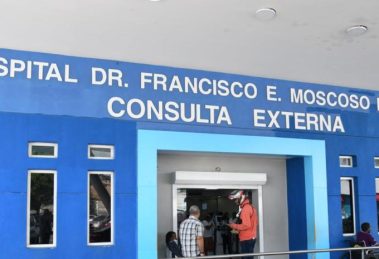 SPITAL DR. FRANCISCO E. MOSCOSO
CONSULTA EXTERNA